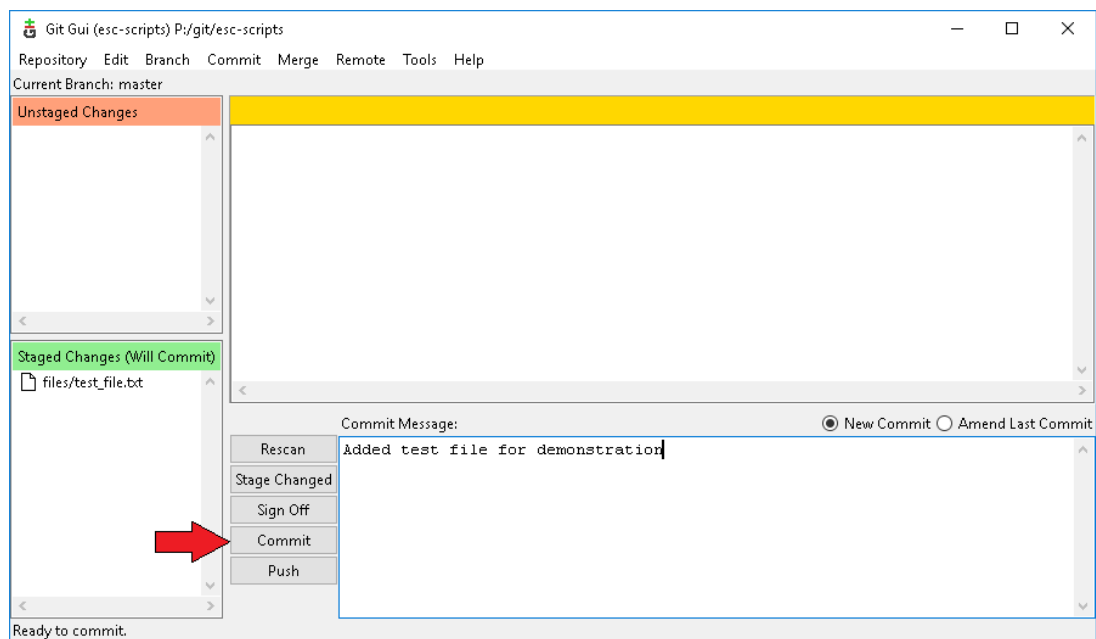 Git Gui (esc-scripts) P:/git/esc-scripts
Repository Edit Branch Commit Merge Remote Tools Help
Current Branch: master
Unstaged Changes
Staged Changes (Will Commit)
files/test_file.txt
Commit Message:
New Commit Amend Last Commit
Rescan
Stage Changed
Sign Off
Commit
Push
Added test file for demonstration
Ready to commit.